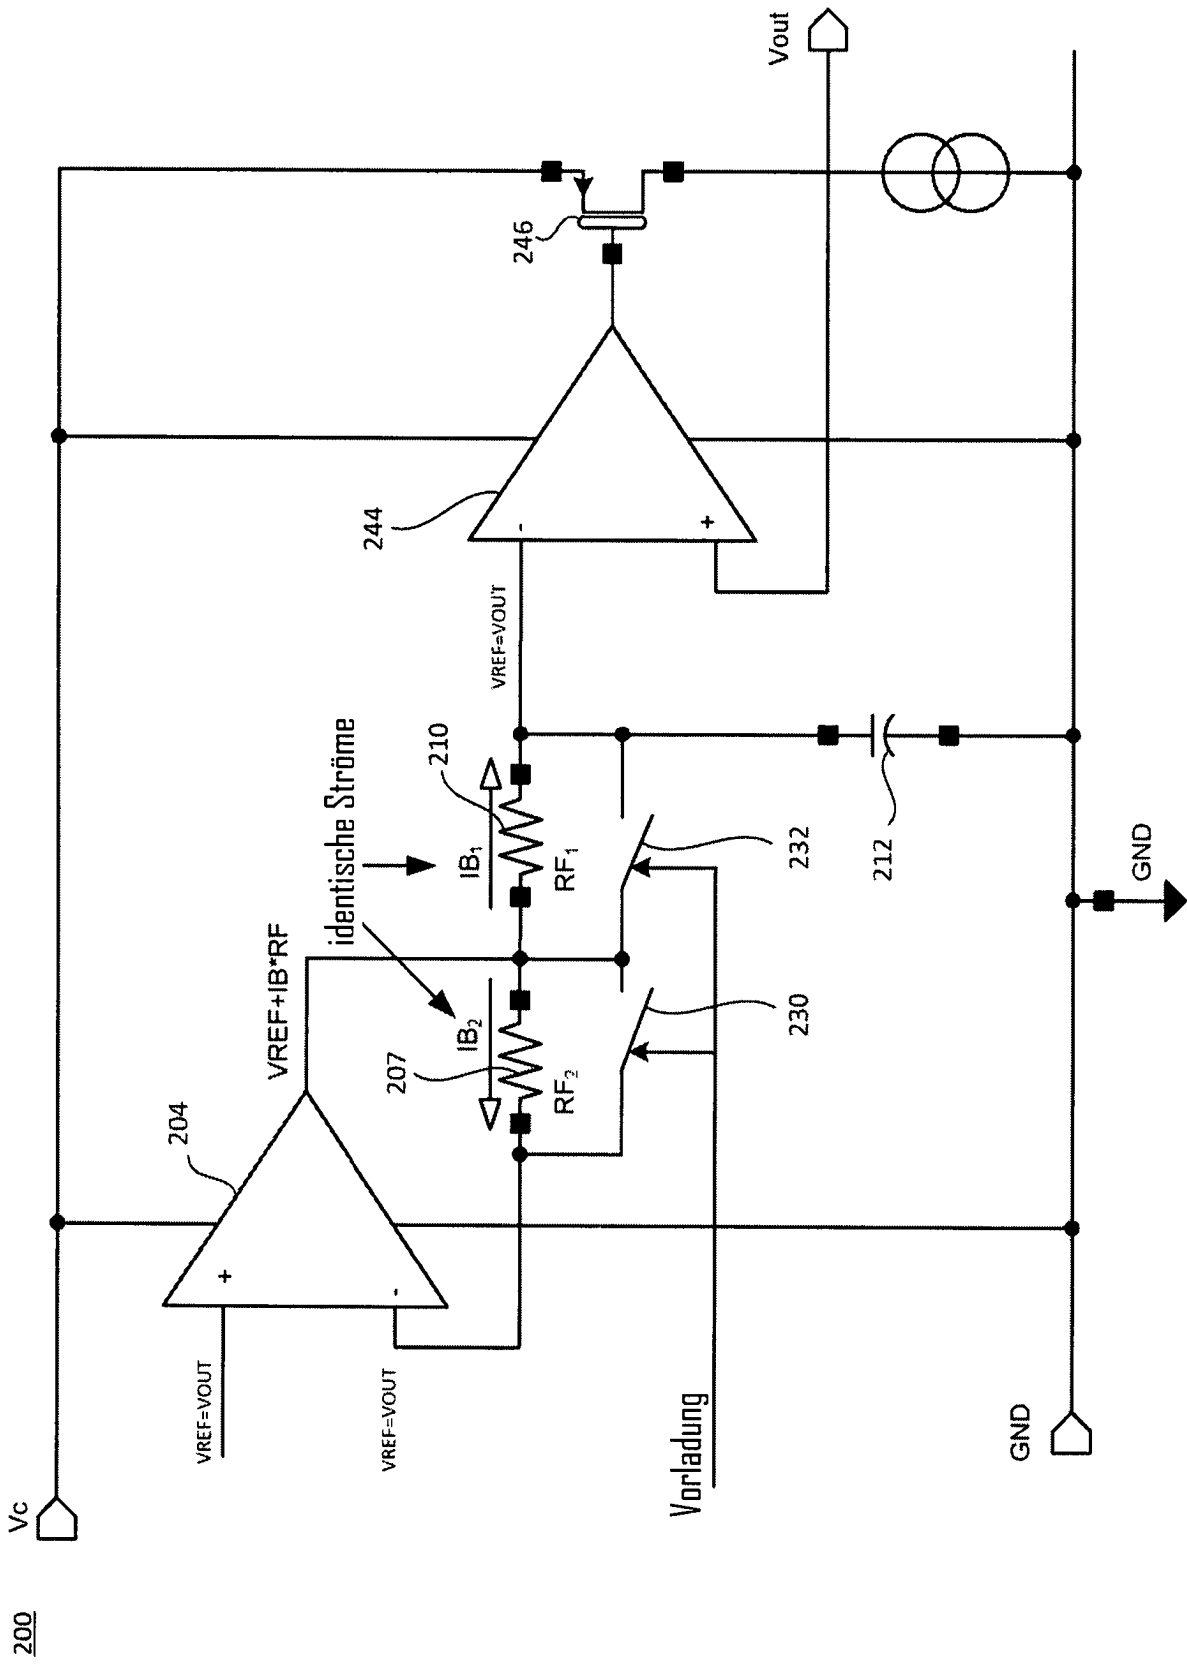 200
Vc
VREF=VOUT
VREF=VOUT
+
-
204
VREF+IB*RF
identische Ströme
IB₂
207
RF₂
IB₁
210
RF₁
230
232
Vorladung
VREF=VOUT
244
-
+
246
212
Vout
GND
GND